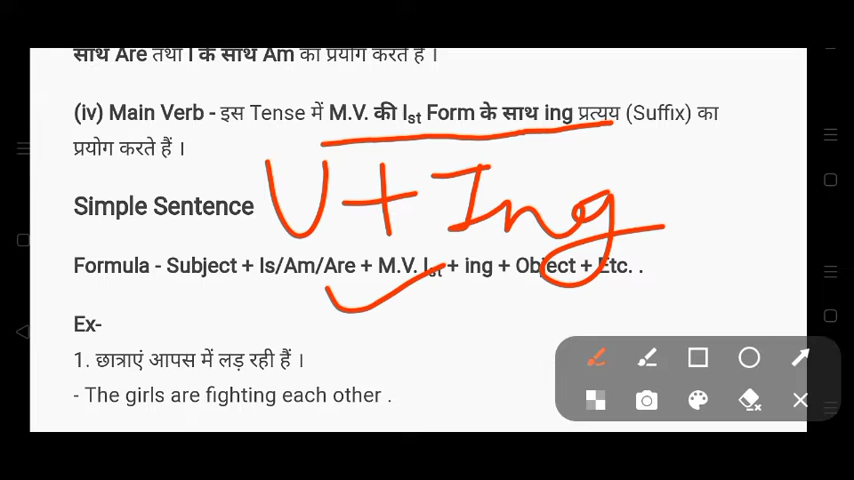 साथ Are तथा I के साथ Am का प्रयोग करते हैं ।
(iv) Main Verb - इस Tense में M.V. की Ist Form के साथ ing प्रत्यय (Suffix) का
प्रयोग करते हैं ।
V + Ing
Simple Sentence
Formula - Subject + Is/Am/Are + M.V. Ist + ing + Object + Etc. .
Ex-
1. छात्राएं आपस में लड़ रही हैं ।
- The girls are fighting each other .